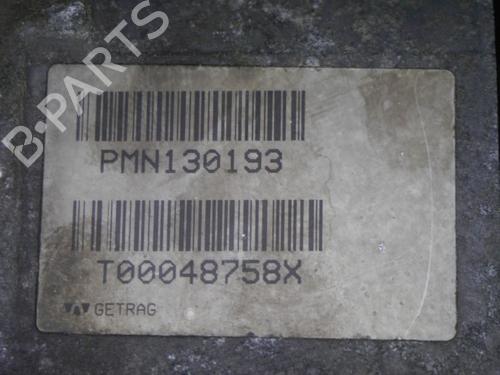 B-PARTS
PMN130193
T00048758X
GETRAG